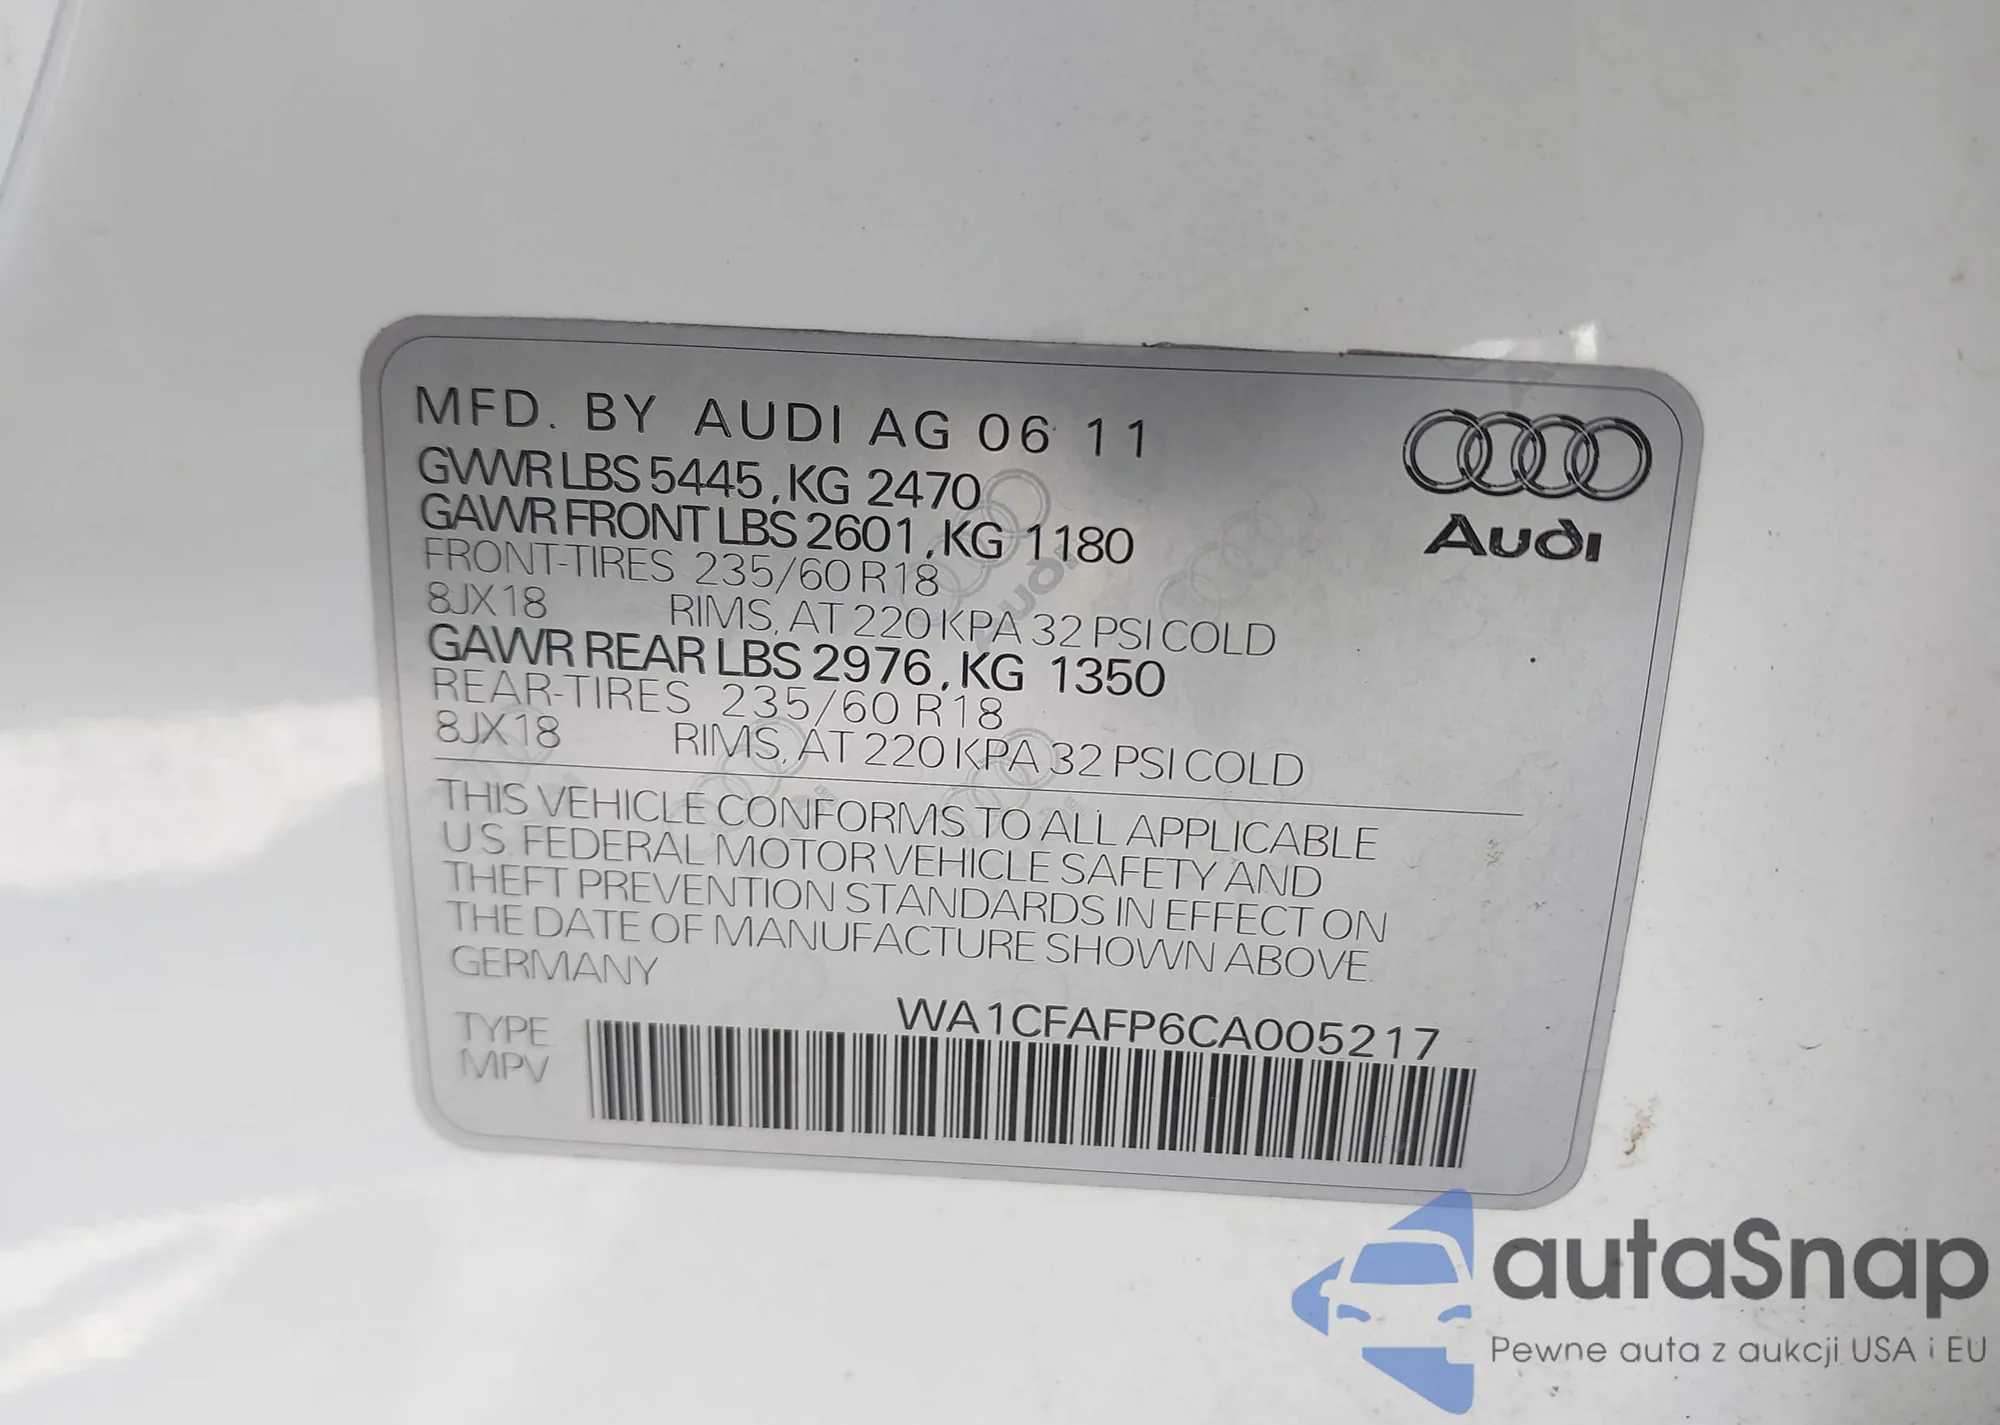 MFD. BY AUDI AG 06 11
GVWR LBS 5445, KG 2470
GAWR FRONT LBS 2601, KG 1180
FRONT-TIRES 235/60 R18
8JX18 RIMS, AT 220 KPA 32 PSI COLD
GAWR REAR LBS 2976, KG 1350
REAR-TIRES 235/60 R18
8JX18 RIMS, AT 220 KPA 32 PSI COLD
Audi
THIS VEHICLE CONFORMS TO ALL APPLICABLE
U.S. FEDERAL MOTOR VEHICLE SAFETY AND
THEFT PREVENTION STANDARDS IN EFFECT ON
THE DATE OF MANUFACTURE SHOWN ABOVE.
GERMANY
WA1CFAFP6CA005217
TYPE
MPV
autaSnap
Pewne auta z aukcji USA i EU